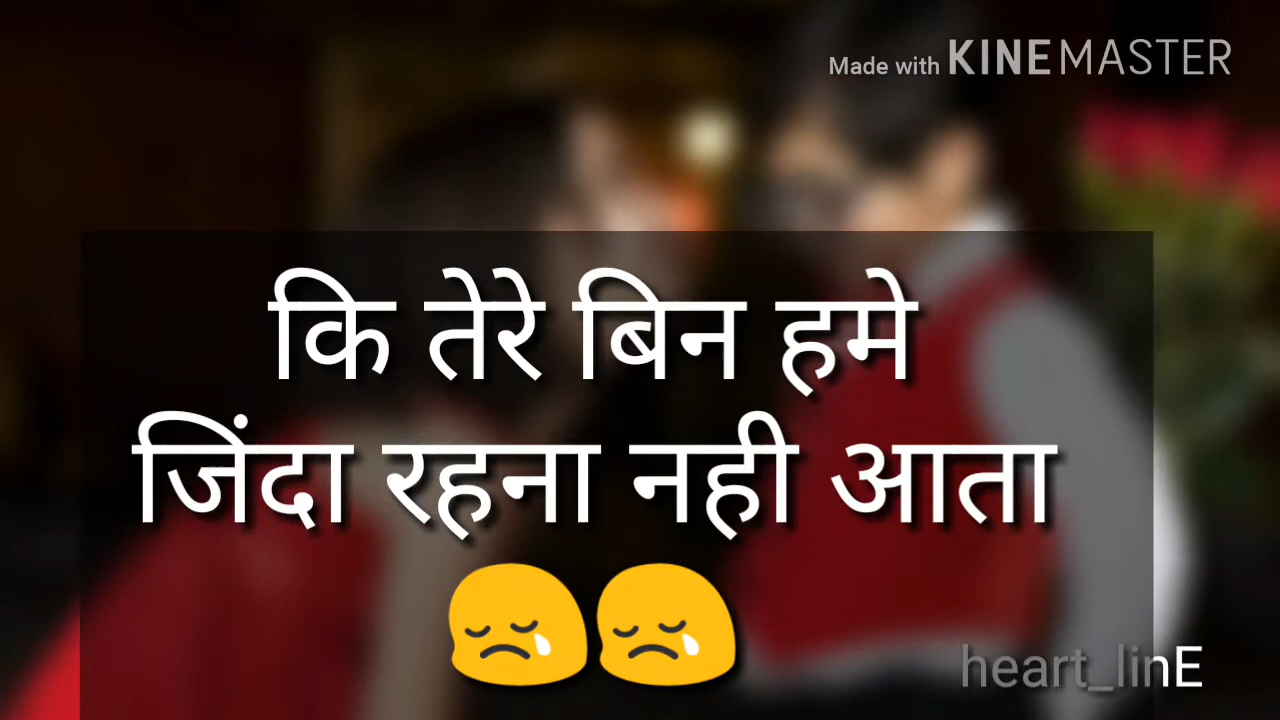 Made with KINEMASTER
कि तेरे बिन हमे
जिंदा रहना नही आता
😢😢
heart_linE